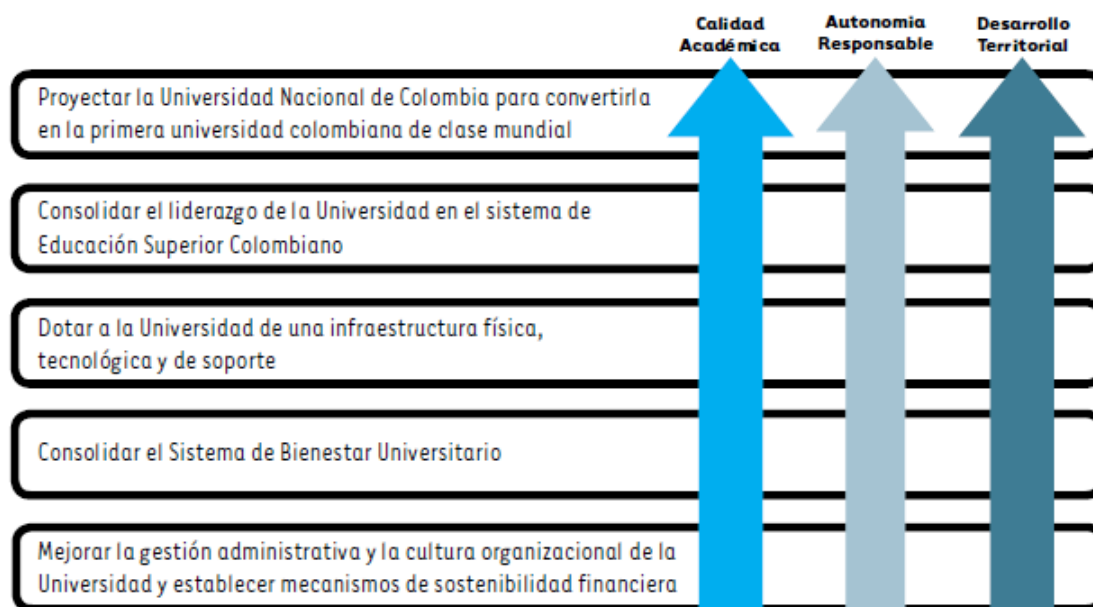 Calidad
Académica
Autonomia
Responsable
Desarrollo
Territorial
Proyectar la Universidad Nacional de Colombia para convertirla
en la primera universidad colombiana de clase mundial
Consolidar el liderazgo de la Universidad en el sistema de
Educación Superior Colombiano
Dotar a la Universidad de una infraestructura física,
tecnológica y de soporte
Consolidar el Sistema de Bienestar Universitario
Mejorar la gestión administrativa y la cultura organizacional de la
Universidad y establecer mecanismos de sostenibilidad financiera